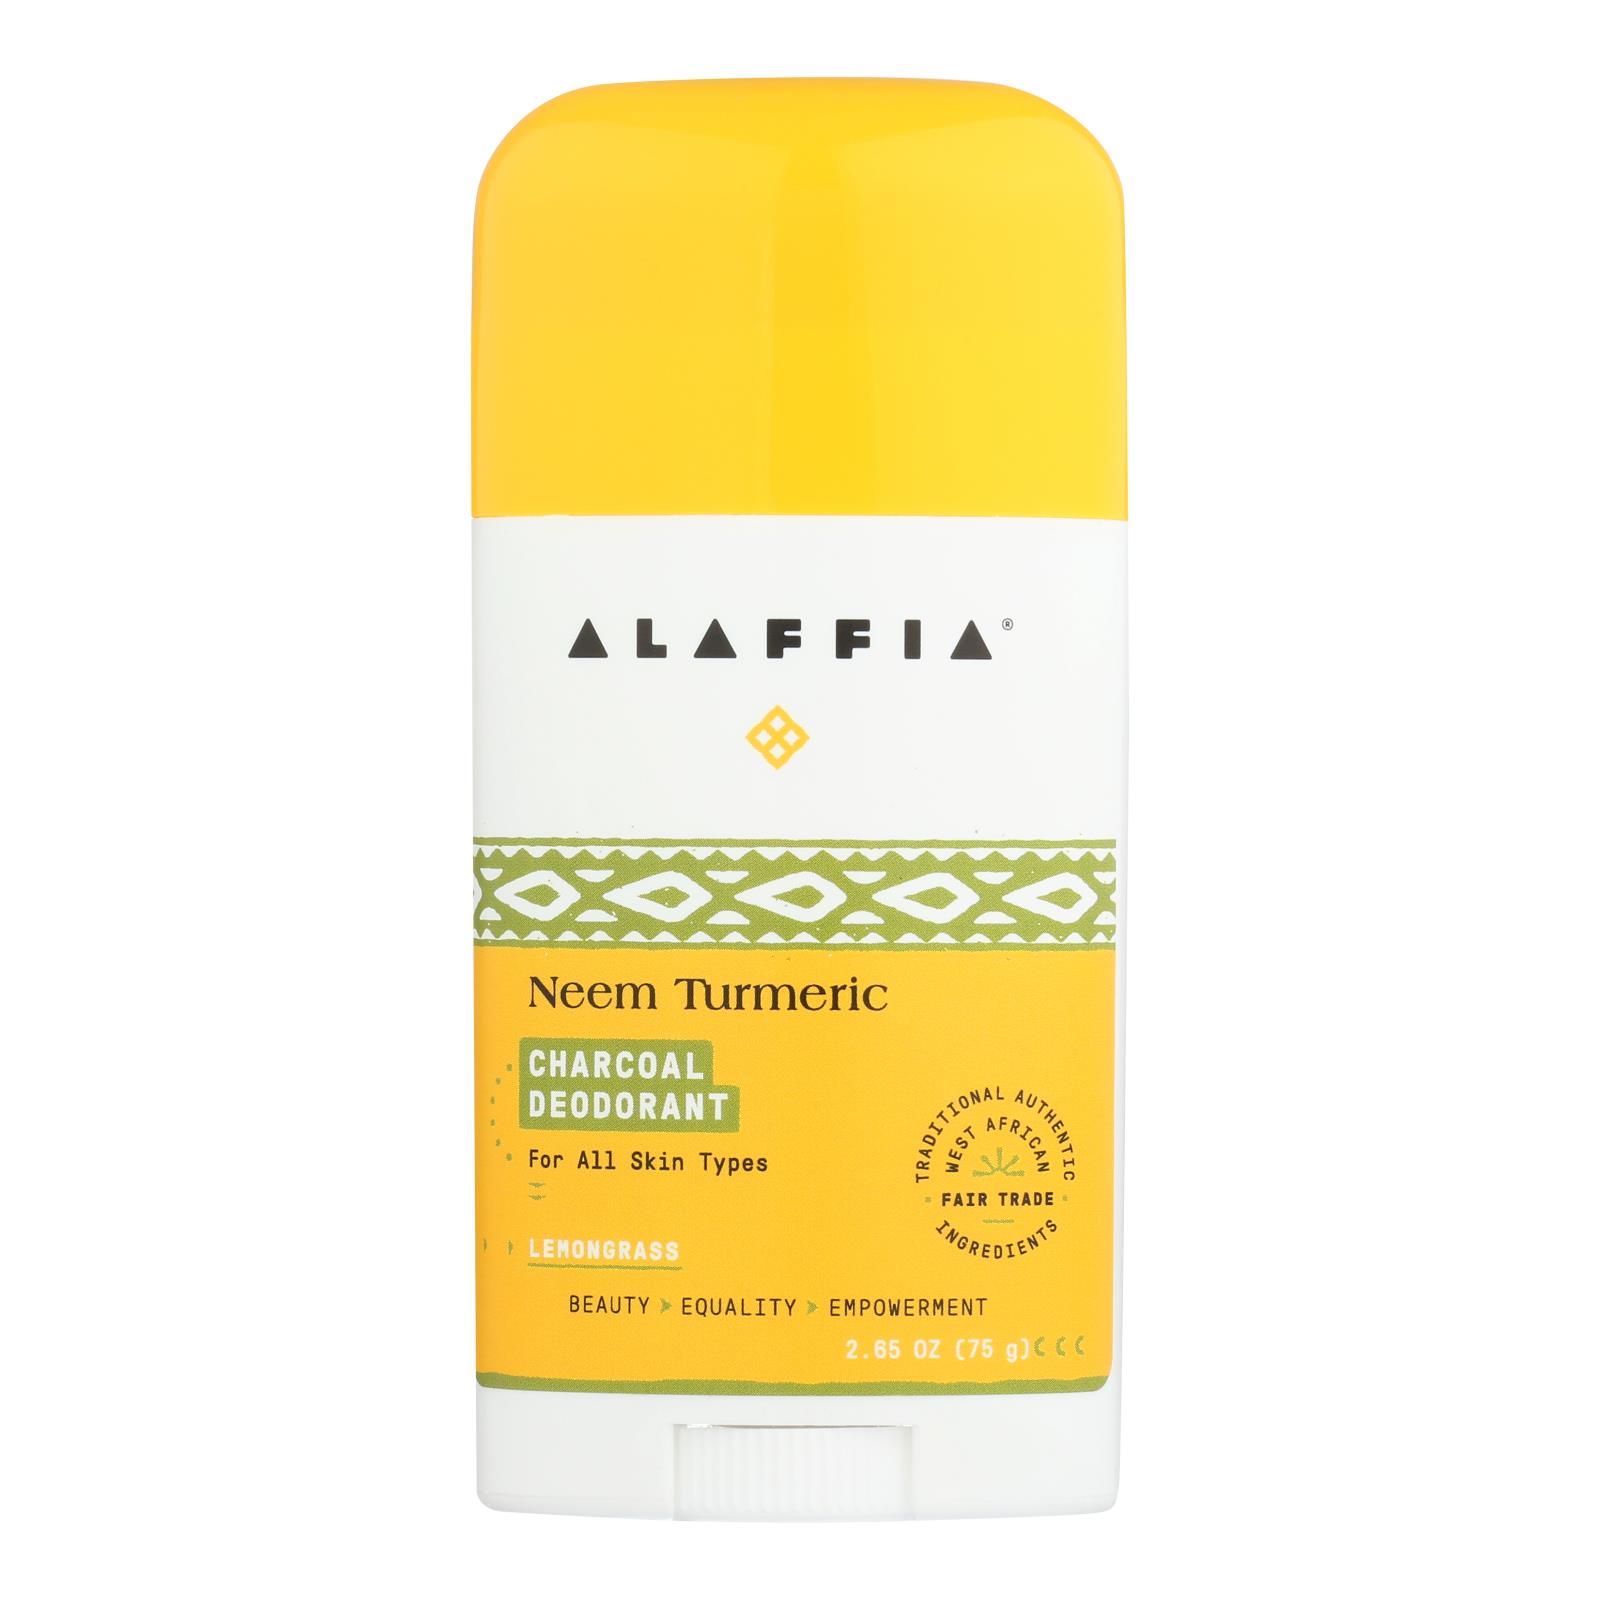 ALAFFIA®
Neem Turmeric
CHARCOAL
DEODORANT
For All Skin Types
TRADITIONAL AUTHENTIC
WEST AFRICAN
FAIR TRADE
INGREDIENTS
LEMONGRASS
BEAUTY > EQUALITY > EMPOWERMENT
2.65 OZ (75 g)